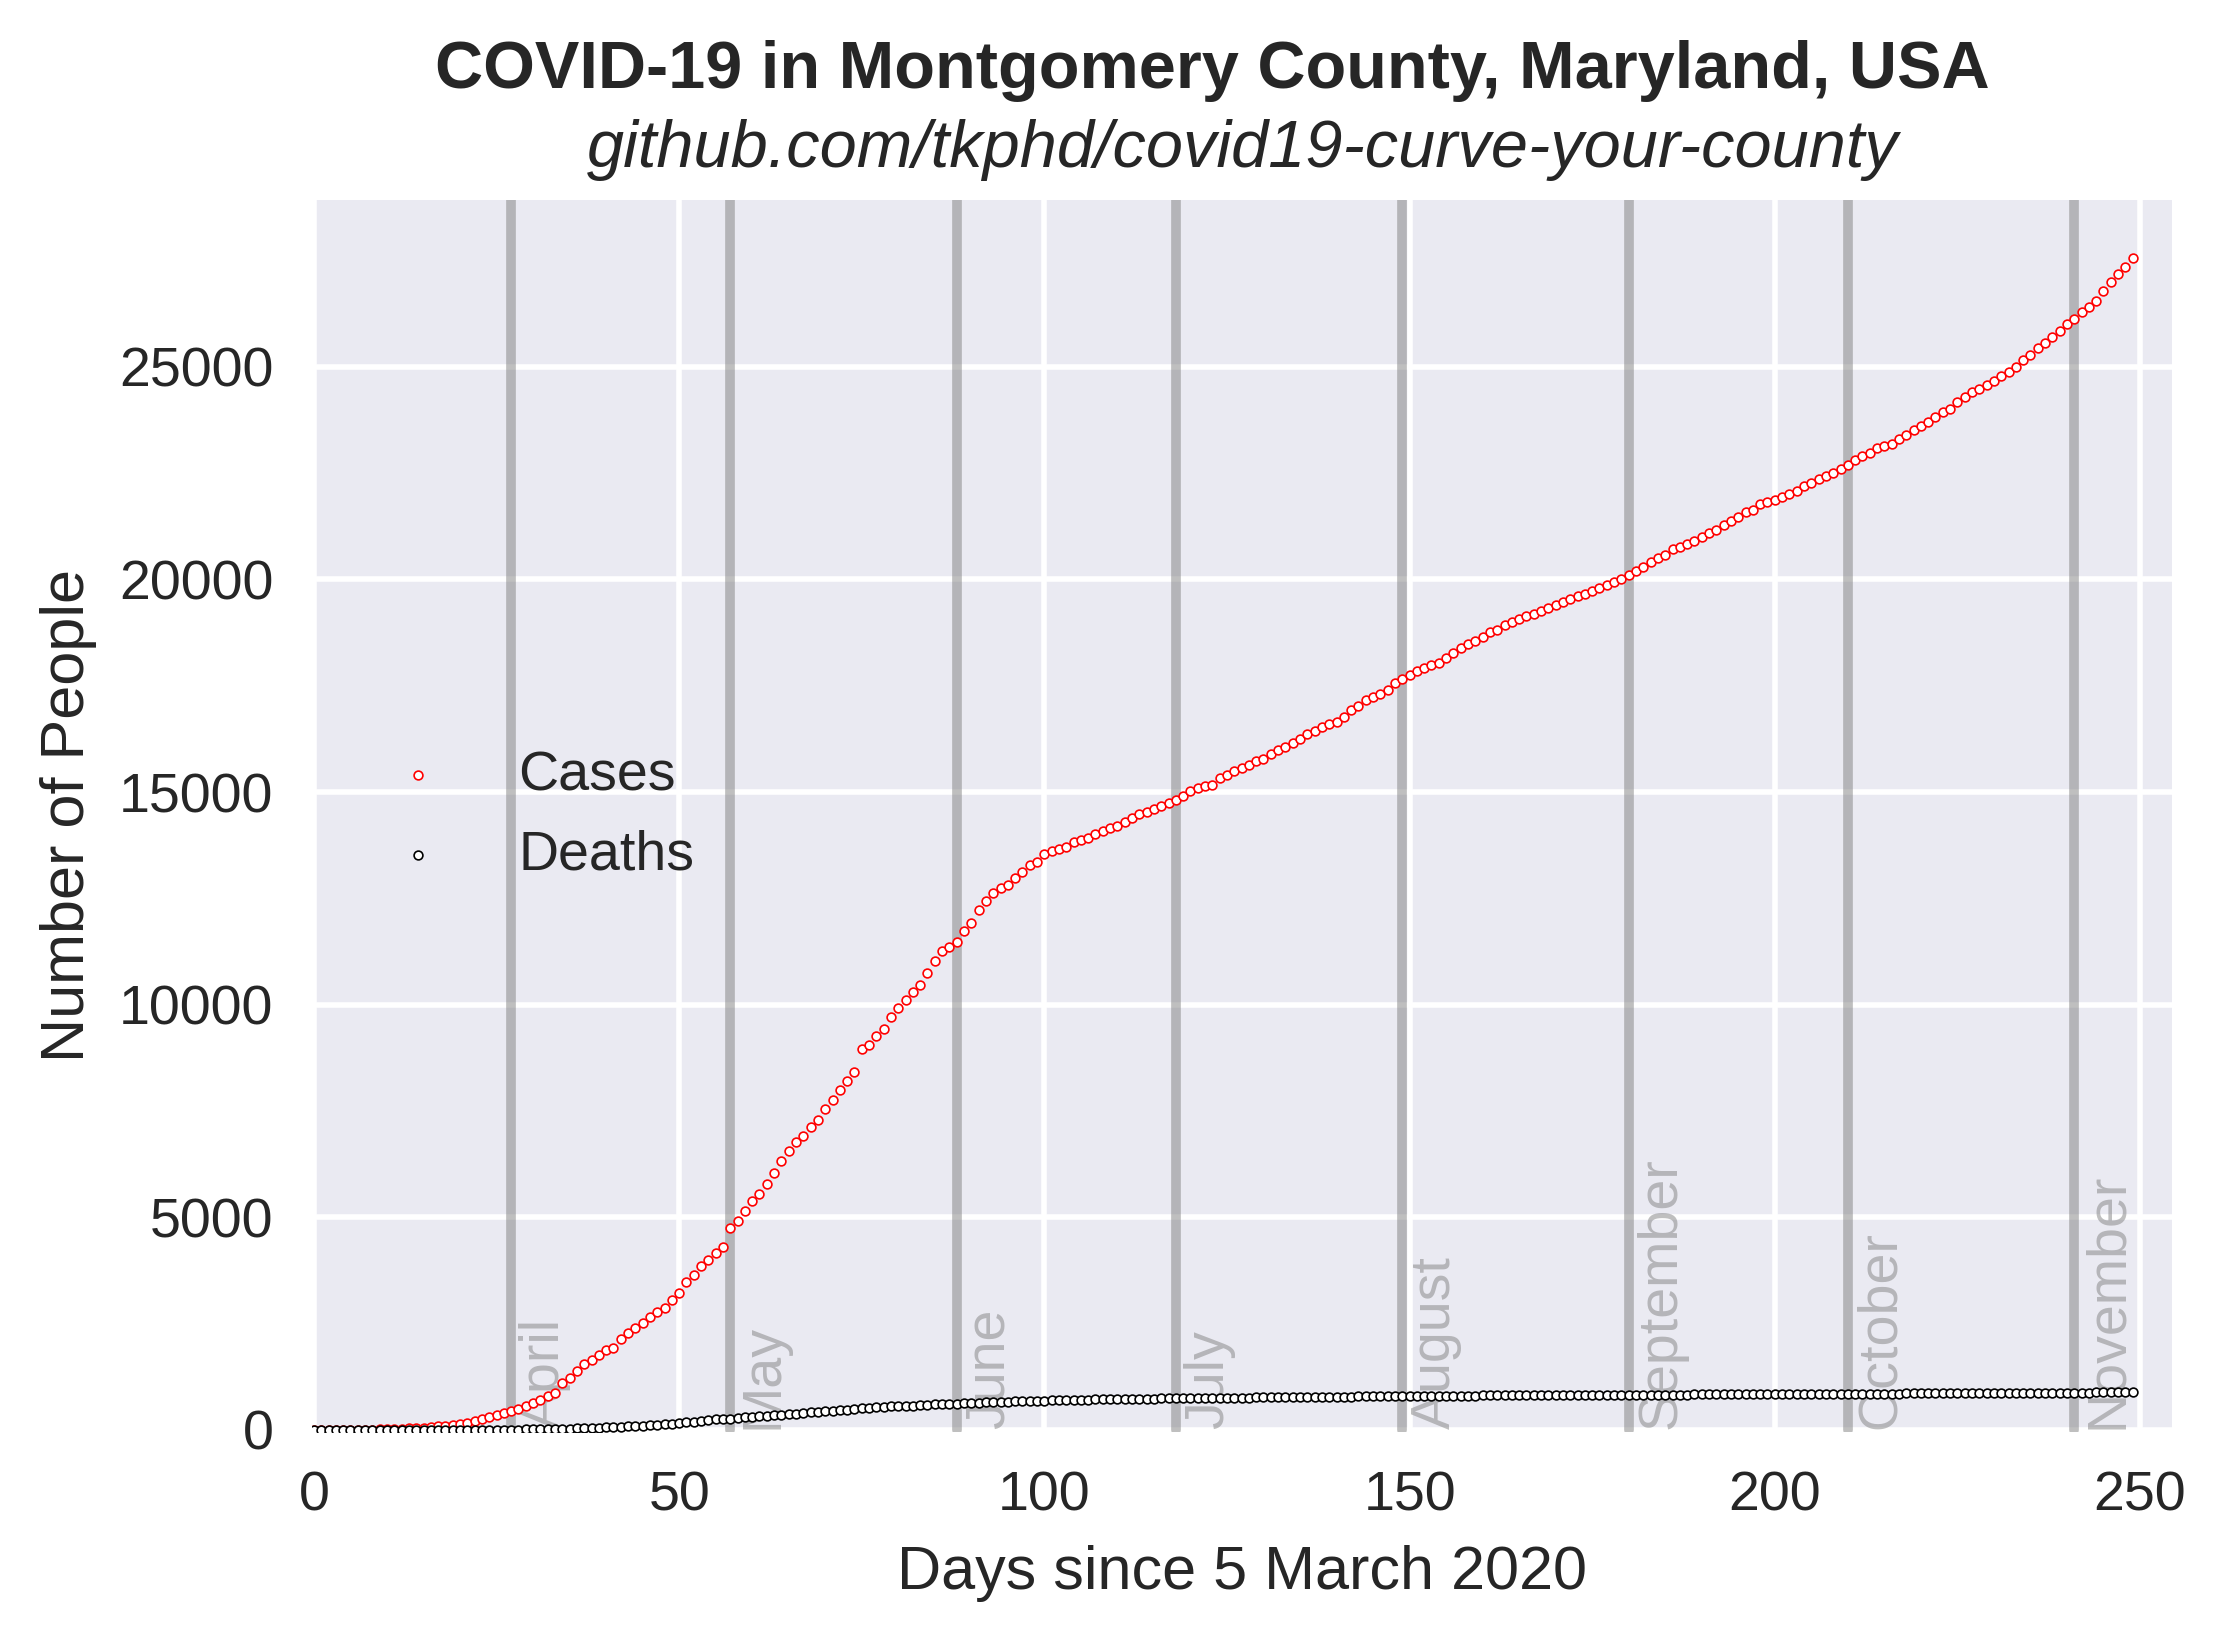 COVID-19 in Montgomery County, Maryland, USA
github.com/tkphd/covid19-curve-your-county
Number of People
25000
20000
15000
10000
5000
0
Cases
Deaths
April
May
June
July
August
September
October
November
0 50 100 150 200 250
Days since 5 March 2020